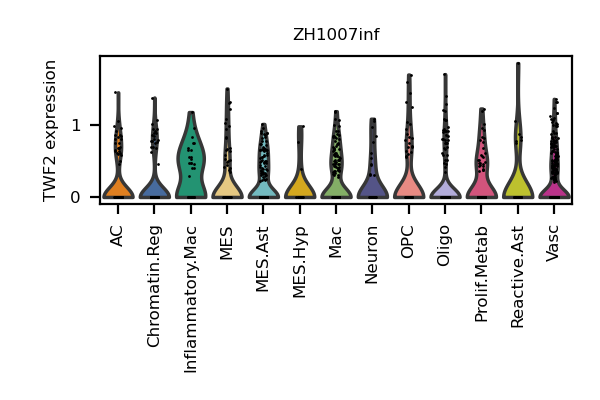 ZH1007inf
TWF2 expression
1
0
AC
Chromatin.Reg
Inflammatory.Mac
MES
MES.Ast
MES.Hyp
Mac
Neuron
OPC
Oligo
Prolif.Metab
Reactive.Ast
Vasc